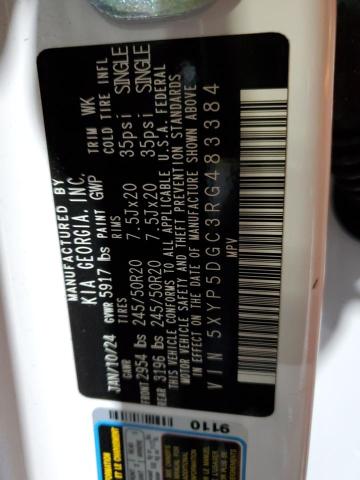 MANUFACTURED BY
KIA GEORGIA, INC.
JAN/10/24 GVWR 5917 lbs PAINT GWP TRIM WK
GAWR TIRES RIMS COLD TIRE INFL
FRONT 2954 lbs 245/50R20 7.5Jx20 35psi SINGLE
REAR 3196 lbs 245/50R20 7.5Jx20 35psi SINGLE
THIS VEHICLE CONFORMS TO ALL APPLICABLE U.S.A. FEDERAL
MOTOR VEHICLE SAFETY AND THEFT PREVENTION STANDARDS
IN EFFECT ON THE DATE OF MANUFACTURE SHOWN ABOVE
VIN 5XYP5DGC3RG483384
MPV
9110